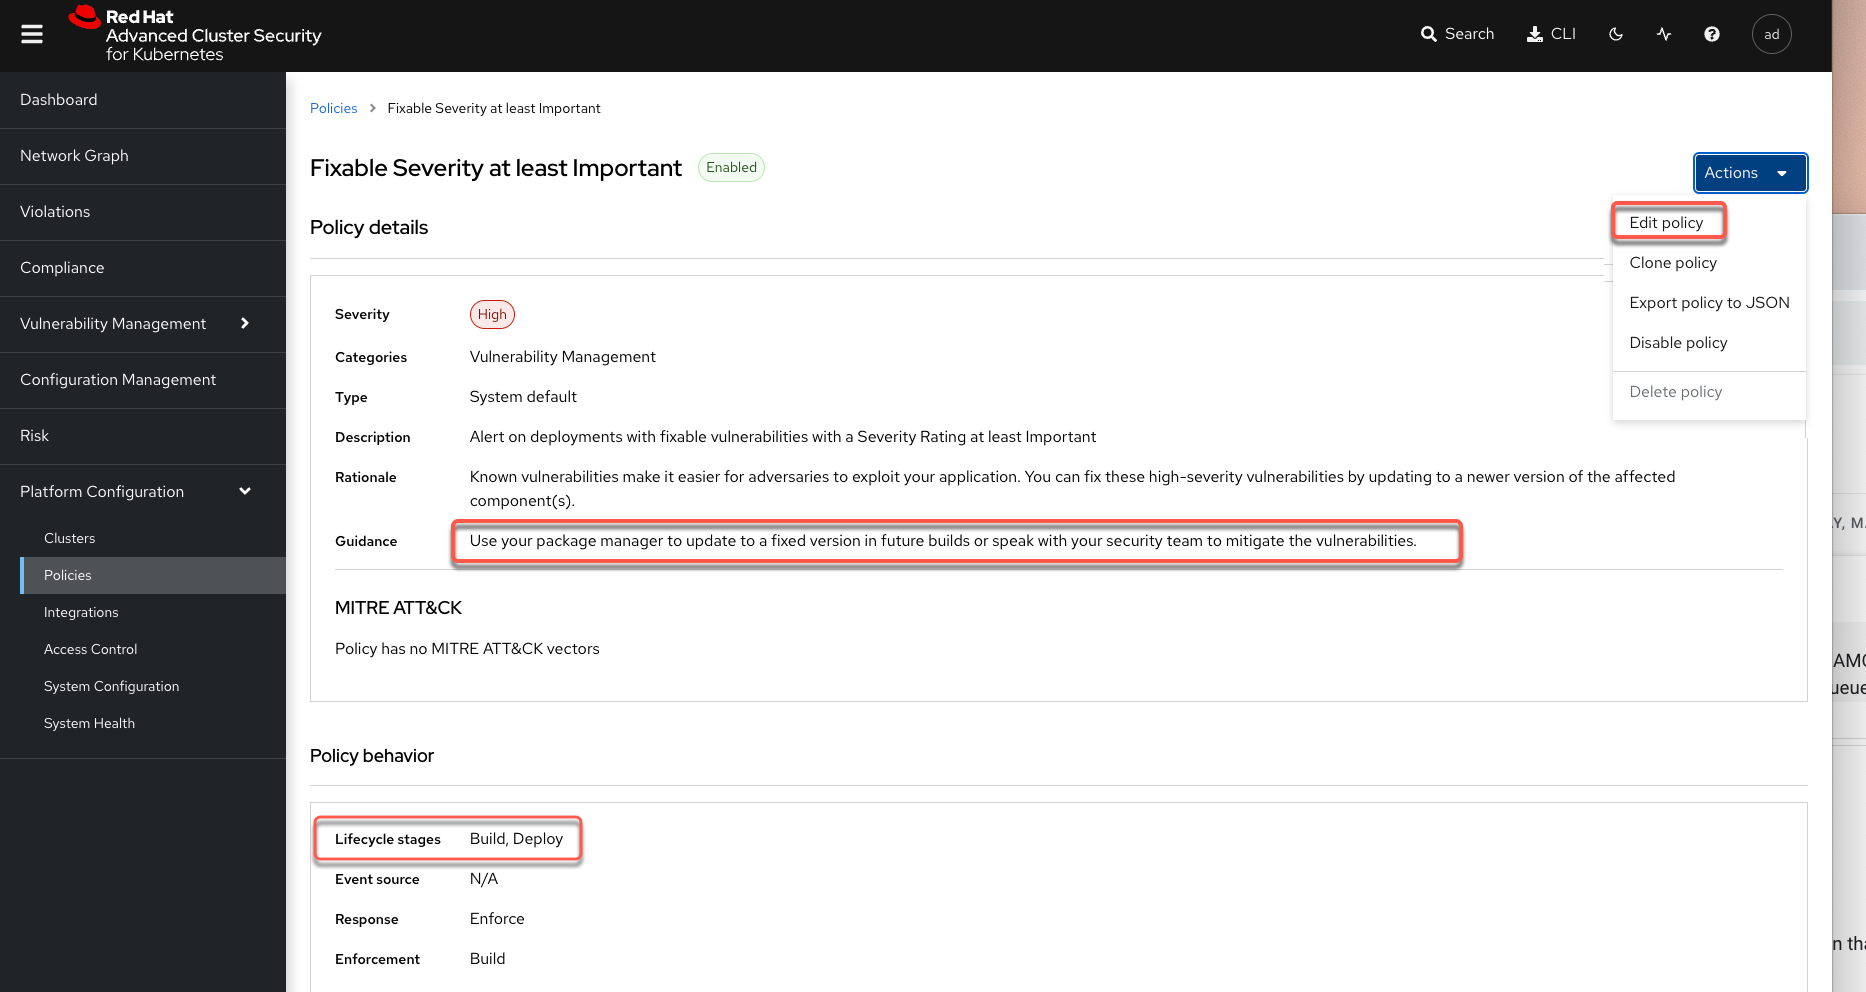 Red Hat
Advanced Cluster Security
for Kubernetes
Search
CLI
ad
Dashboard
Network Graph
Violations
Compliance
Vulnerability Management
Configuration Management
Risk
Platform Configuration
Clusters
Policies
Integrations
Access Control
System Configuration
System Health
Policies > Fixable Severity at least Important
Fixable Severity at least Important
Enabled
Actions
Edit policy
Clone policy
Export policy to JSON
Disable policy
Delete policy
Policy details
Severity High
Categories Vulnerability Management
Type System default
Description Alert on deployments with fixable vulnerabilities with a Severity Rating at least Important
Rationale Known vulnerabilities make it easier for adversaries to exploit your application. You can fix these high-severity vulnerabilities by updating to a newer version of the affected
component(s).
Guidance Use your package manager to update to a fixed version in future builds or speak with your security team to mitigate the vulnerabilities.
MITRE ATT&CK
Policy has no MITRE ATT&CK vectors
Policy behavior
Lifecycle stages Build, Deploy
Event source N/A
Response Enforce
Enforcement Build